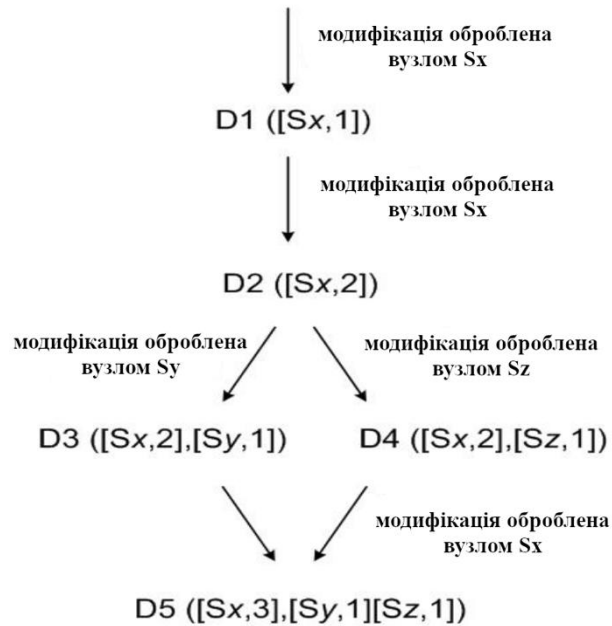 модифікація оброблена
вузлом Sx
D1 ([Sx,1])
модифікація оброблена
вузлом Sx
D2 ([Sx,2])
модифікація оброблена
вузлом Sy
модифікація оброблена
вузлом Sz
D3 ([Sx,2],[Sy,1])
D4 ([Sx,2],[Sz,1])
модифікація оброблена
вузлом Sx
D5 ([Sx,3],[Sy,1][Sz,1])